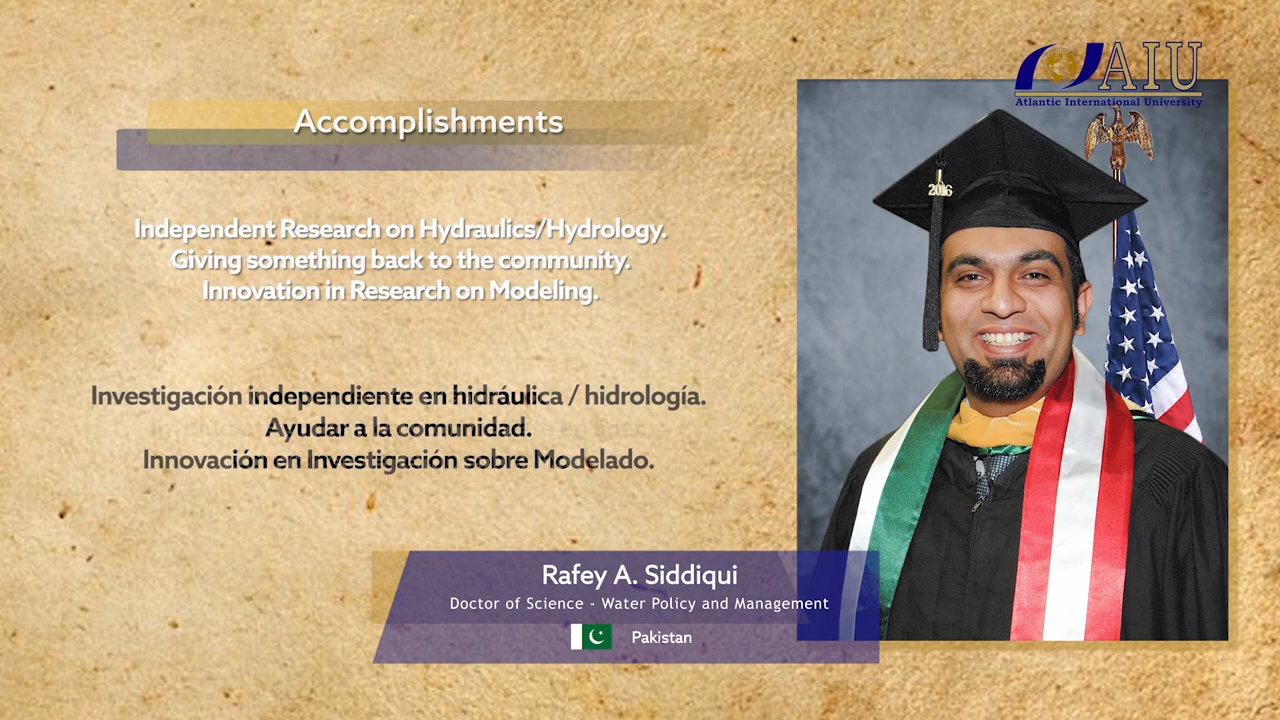 AIU
Atlantic International University
Accomplishments
2016
Independent Research on Hydraulics/Hydrology.
Giving something back to the community.
Innovation in Research on Modeling.
Investigación independiente en hidráulica / hidrología.
Ayudar a la comunidad.
Innovación en Investigación sobre Modelado.
Rafey A. Siddiqui
Doctor of Science - Water Policy and Management
Pakistan